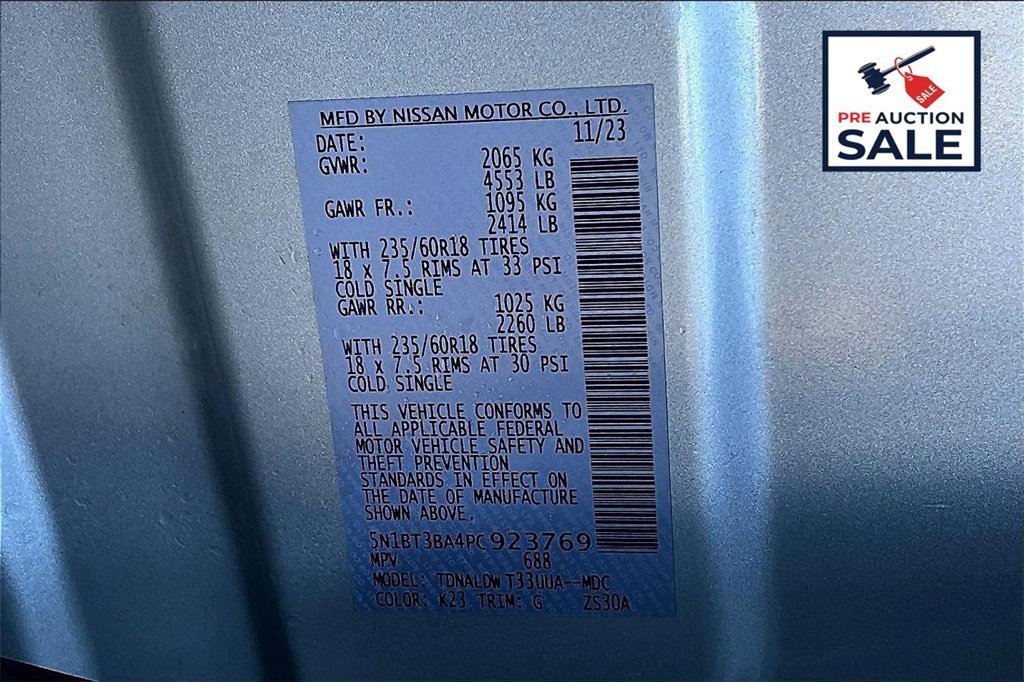 MFD BY NISSAN MOTOR CO., LTD.
DATE: 11/23
GVWR: 2065 KG
4553 LB
GAWR FR.: 1095 KG
2414 LB
WITH 235/60R18 TIRES
18 x 7.5 RIMS AT 33 PSI
COLD SINGLE
GAWR RR.: 1025 KG
2260 LB
WITH 235/60R18 TIRES
18 x 7.5 RIMS AT 30 PSI
COLD SINGLE
THIS VEHICLE CONFORMS TO
ALL APPLICABLE FEDERAL
MOTOR VEHICLE SAFETY AND
THEFT PREVENTION
STANDARDS IN EFFECT ON
THE DATE OF MANUFACTURE
SHOWN ABOVE.
5N1BT3BA4PC923769
MPV 688
MODEL: TDNALDW T33UUA--MDC
COLOR: K23 TRIM: G ZS30A
SALE
PRE AUCTION
SALE